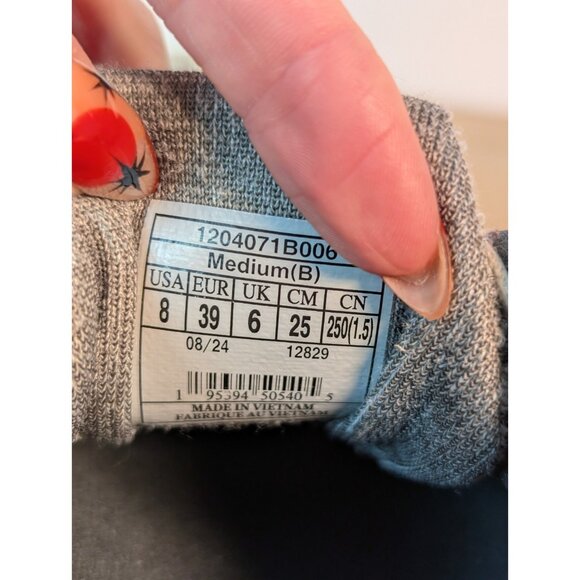 1204071B006
Medium(B)
USA EUR UK CM CN
8 39 6 25 250(1.5)
08/24 12829
1 95394 50540 5
MADE IN VIETNAM
FABRIQUE AU VIETNAM